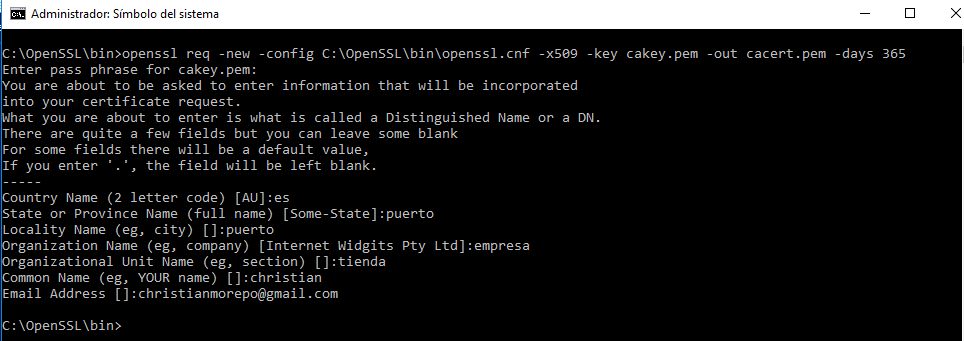 Administrador: Símbolo del sistema
C:\OpenSSL\bin>openssl req -new -config C:\OpenSSL\bin\openssl.cnf -x509 -key cakey.pem -out cacert.pem -days 365
Enter pass phrase for cakey.pem:
You are about to be asked to enter information that will be incorporated
into your certificate request.
What you are about to enter is what is called a Distinguished Name or a DN.
There are quite a few fields but you can leave some blank
For some fields there will be a default value,
If you enter '.', the field will be left blank.
-----
Country Name (2 letter code) [AU]:es
State or Province Name (full name) [Some-State]:puerto
Locality Name (eg, city) []:puerto
Organization Name (eg, company) [Internet Widgits Pty Ltd]:empresa
Organizational Unit Name (eg, section) []:tienda
Common Name (eg, YOUR name) []:christian
Email Address []:christianmorepo@gmail.com
C:\OpenSSL\bin>